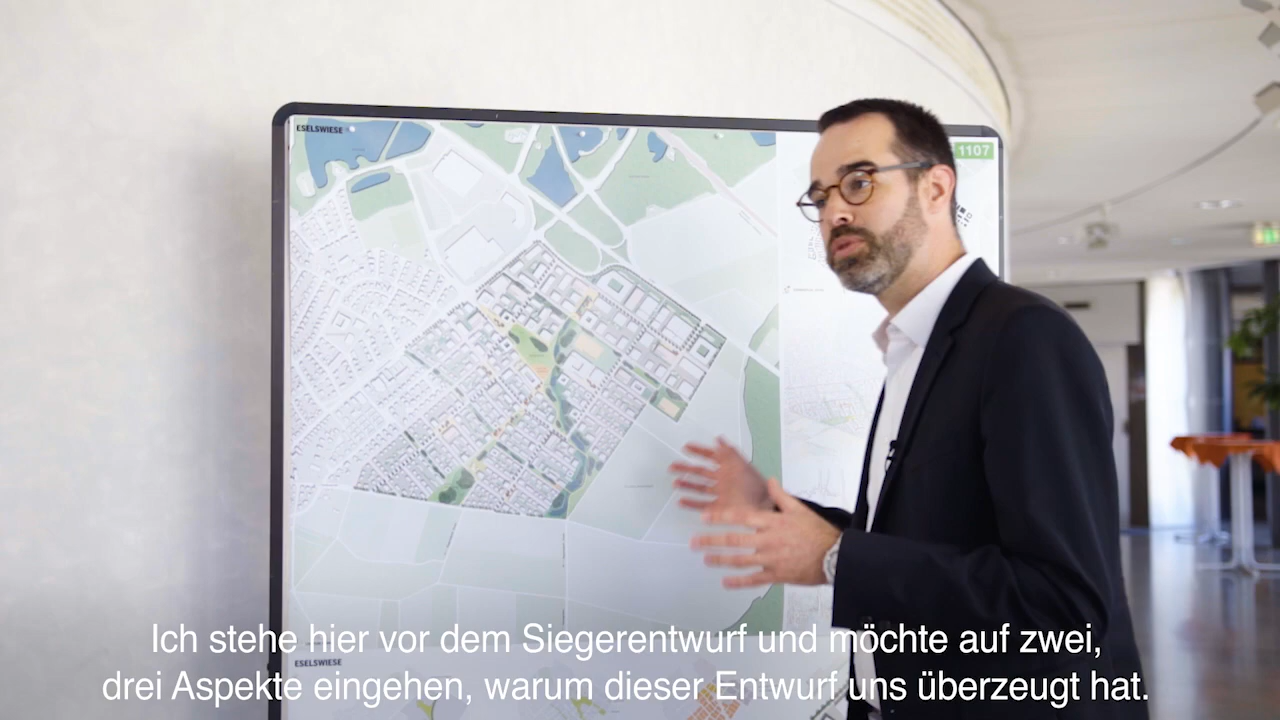 ESELSWIESE
1107
Ich stehe hier vor dem Siegerentwurf und möchte auf zwei,
drei Aspekte eingehen, warum dieser Entwurf uns überzeugt hat.
ESELSWIESE